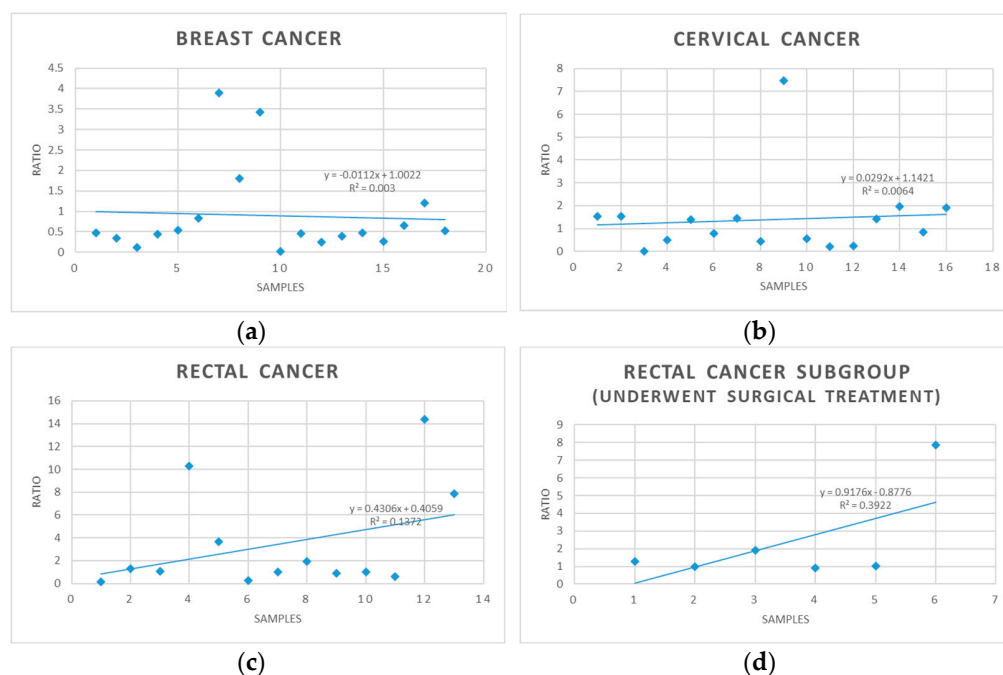 BREAST CANCER
4.5
4
3.5
3
2.5
2
1.5
1
0.5
0
RATIO
y = -0.0112x + 1.0022
R² = 0.003
0 5 10 15 20
SAMPLES
(a)
CERVICAL CANCER
8
7
6
5
4
3
2
1
0
RATIO
y = 0.0292x + 1.1421
R² = 0.0064
0 2 4 6 8 10 12 14 16 18
SAMPLES
(b)
RECTAL CANCER
16
14
12
10
8
6
4
2
0
RATIO
y = 0.4306x + 0.4059
R² = 0.1372
0 2 4 6 8 10 12 14
SAMPLES
(c)
RECTAL CANCER SUBGROUP
(UNDERWENT SURGICAL TREATMENT)
9
8
7
6
5
4
3
2
1
0
RATIO
y = 0.9176x - 0.8776
R² = 0.3922
0 1 2 3 4 5 6 7
SAMPLES
(d)